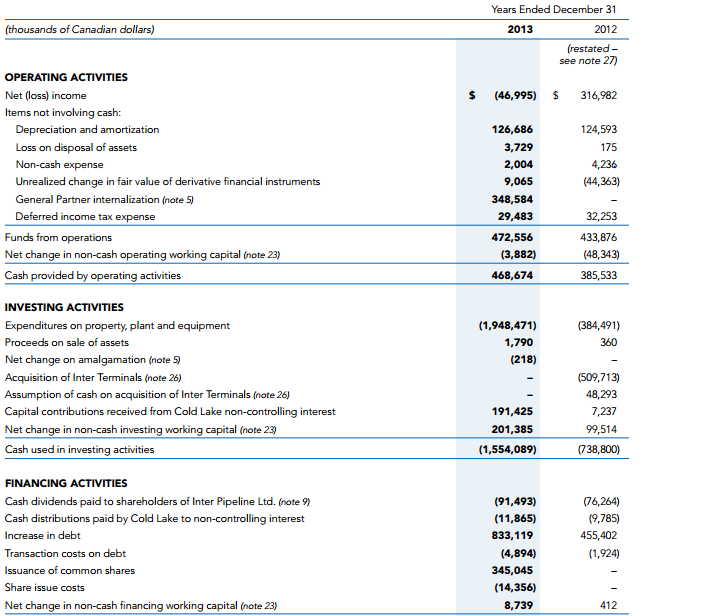 Years Ended December 31
(thousands of Canadian dollars) 2013 2012
(restated –
see note 27)
OPERATING ACTIVITIES
Net (loss) income $ (46,995) $ 316,982
Items not involving cash:
Depreciation and amortization 126,686 124,593
Loss on disposal of assets 3,729 175
Non-cash expense 2,004 4,236
Unrealized change in fair value of derivative financial instruments 9,065 (44,363)
General Partner internalization (note 5) 348,584 –
Deferred income tax expense 29,483 32,253
Funds from operations 472,556 433,876
Net change in non-cash operating working capital (note 23) (3,882) (48,343)
Cash provided by operating activities 468,674 385,533
INVESTING ACTIVITIES
Expenditures on property, plant and equipment (1,948,471) (384,491)
Proceeds on sale of assets 1,790 360
Net change on amalgamation (note 5) (218) –
Acquisition of Inter Terminals (note 26) – (509,713)
Assumption of cash on acquisition of Inter Terminals (note 26) – 48,293
Capital contributions received from Cold Lake non-controlling interest 191,425 7,237
Net change in non-cash investing working capital (note 23) 201,385 99,514
Cash used in investing activities (1,554,089) (738,800)
FINANCING ACTIVITIES
Cash dividends paid to shareholders of Inter Pipeline Ltd. (note 9) (91,493) (76,264)
Cash distributions paid by Cold Lake to non-controlling interest (11,865) (9,785)
Increase in debt 833,119 455,402
Transaction costs on debt (4,894) (1,924)
Issuance of common shares 345,045 –
Share issue costs (14,356) –
Net change in non-cash financing working capital (note 23) 8,739 412